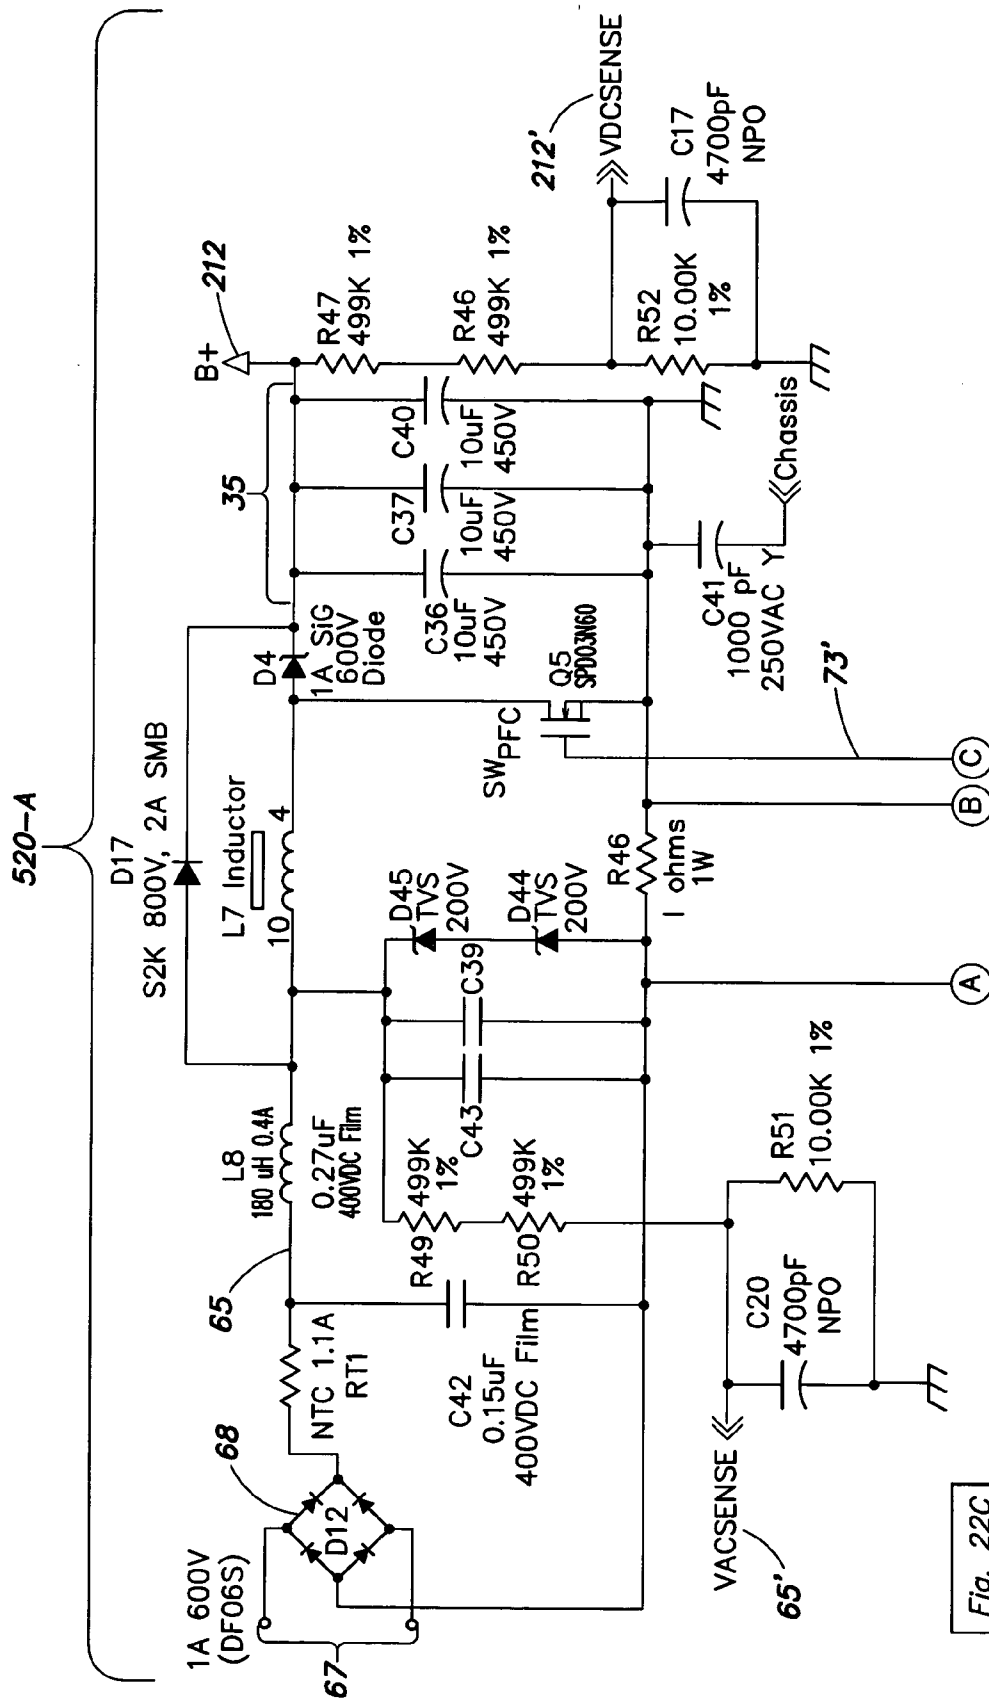 520-A
D17
S2K 800V, 2A SMB
1A 600V
(DF06S)
67
68
D12
NTC 1.1A
RT1
65
L8
180 uH 0.4A
0.27uF
400VDC Film
L7 Inductor
10
4
D4
1A SiG
600V
Diode
35
B+
212
C42
0.15uF
400VDC Film
R49
499K
1%
R50
499K
1%
C43
C39
D45
TVS
200V
D44
TVS
200V
SWPFC
Q5
SPD03N60
C36
10uF
450V
C37
10uF
450V
C40
10uF
450V
R47
499K 1%
R46
499K 1%
R52
10.00K
1%
VDCSENSE
212'
C17
4700pF
NPO
R46
1 ohms
1W
C41
1000 pF
250VAC Y
Chassis
73'
VACSENSE
65'
C20
4700pF
NPO
R51
10.00K 1%
A
B
C
Fig. 22C